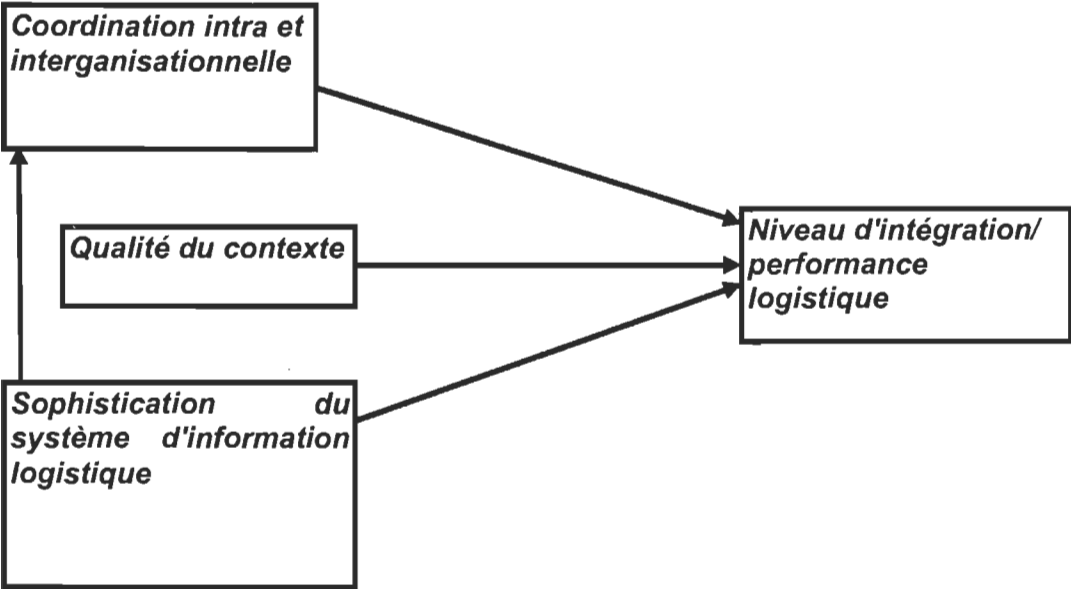 Coordination intra et
interganisationnelle
Qualité du contexte
Niveau d'intégration/
performance
logistique
Sophistication du
système d'information
logistique